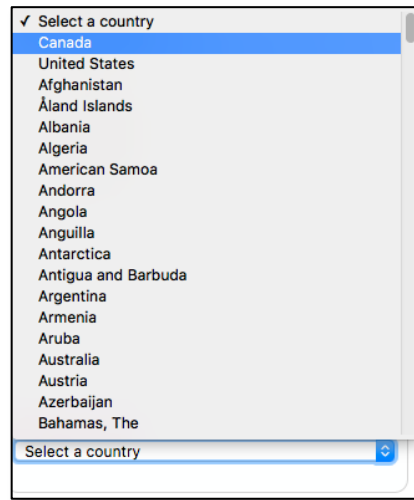 ✓ Select a country
Canada
United States
Afghanistan
Åland Islands
Albania
Algeria
American Samoa
Andorra
Angola
Anguilla
Antarctica
Antigua and Barbuda
Argentina
Armenia
Aruba
Australia
Austria
Azerbaijan
Bahamas, The
Select a country